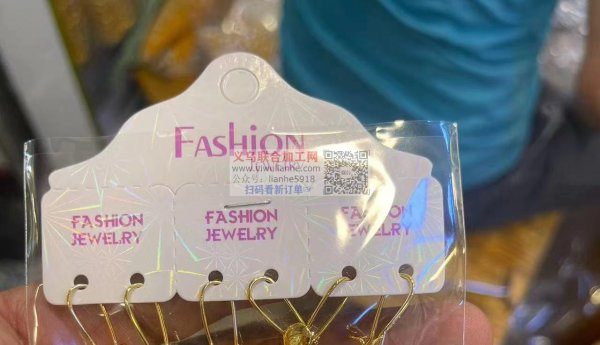 FASHION
义乌联合加工网
www.yiwulianhe.com
公众号：lianhe5918
扫码看新订单
FASHION
JEWELRY
FASHION
JEWELRY
FASHION
JEWELRY